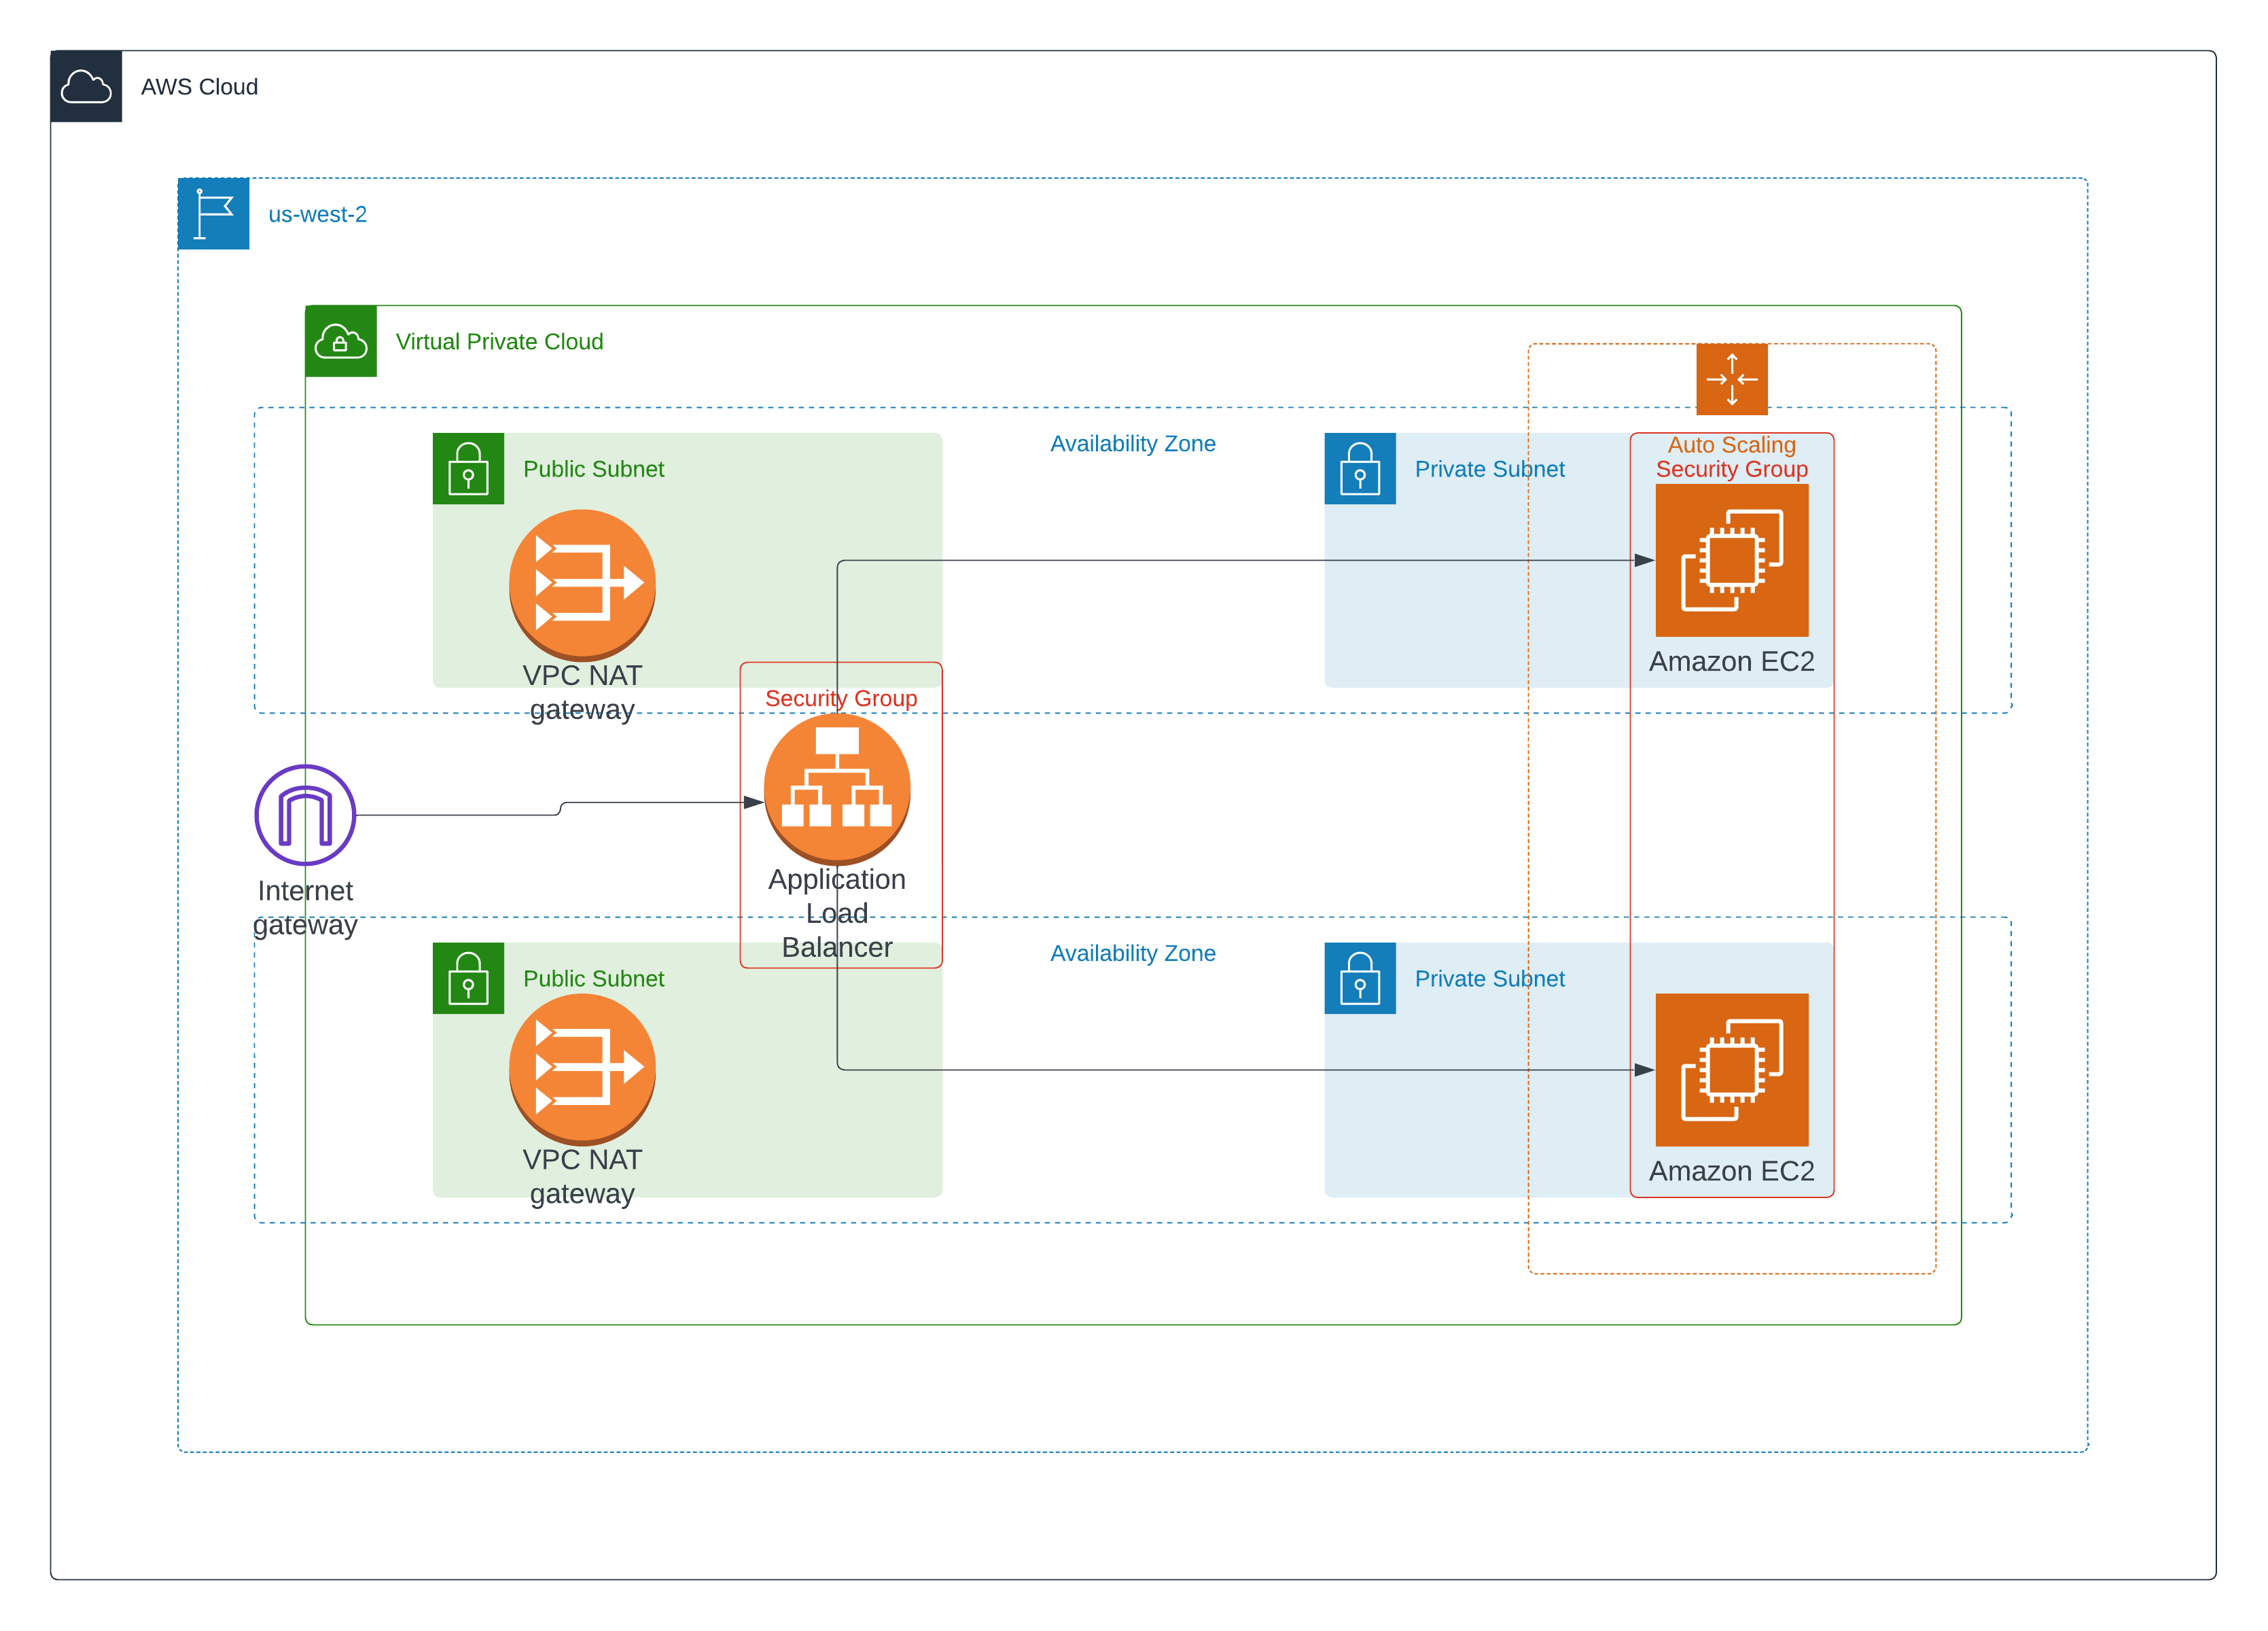 AWS Cloud
us-west-2
Virtual Private Cloud
Availability Zone
Public Subnet
Private Subnet
Auto Scaling
Security Group
VPC NAT
gateway
Amazon EC2
Security Group
Application
Load
Balancer
Internet
gateway
Availability Zone
Public Subnet
Private Subnet
VPC NAT
gateway
Amazon EC2